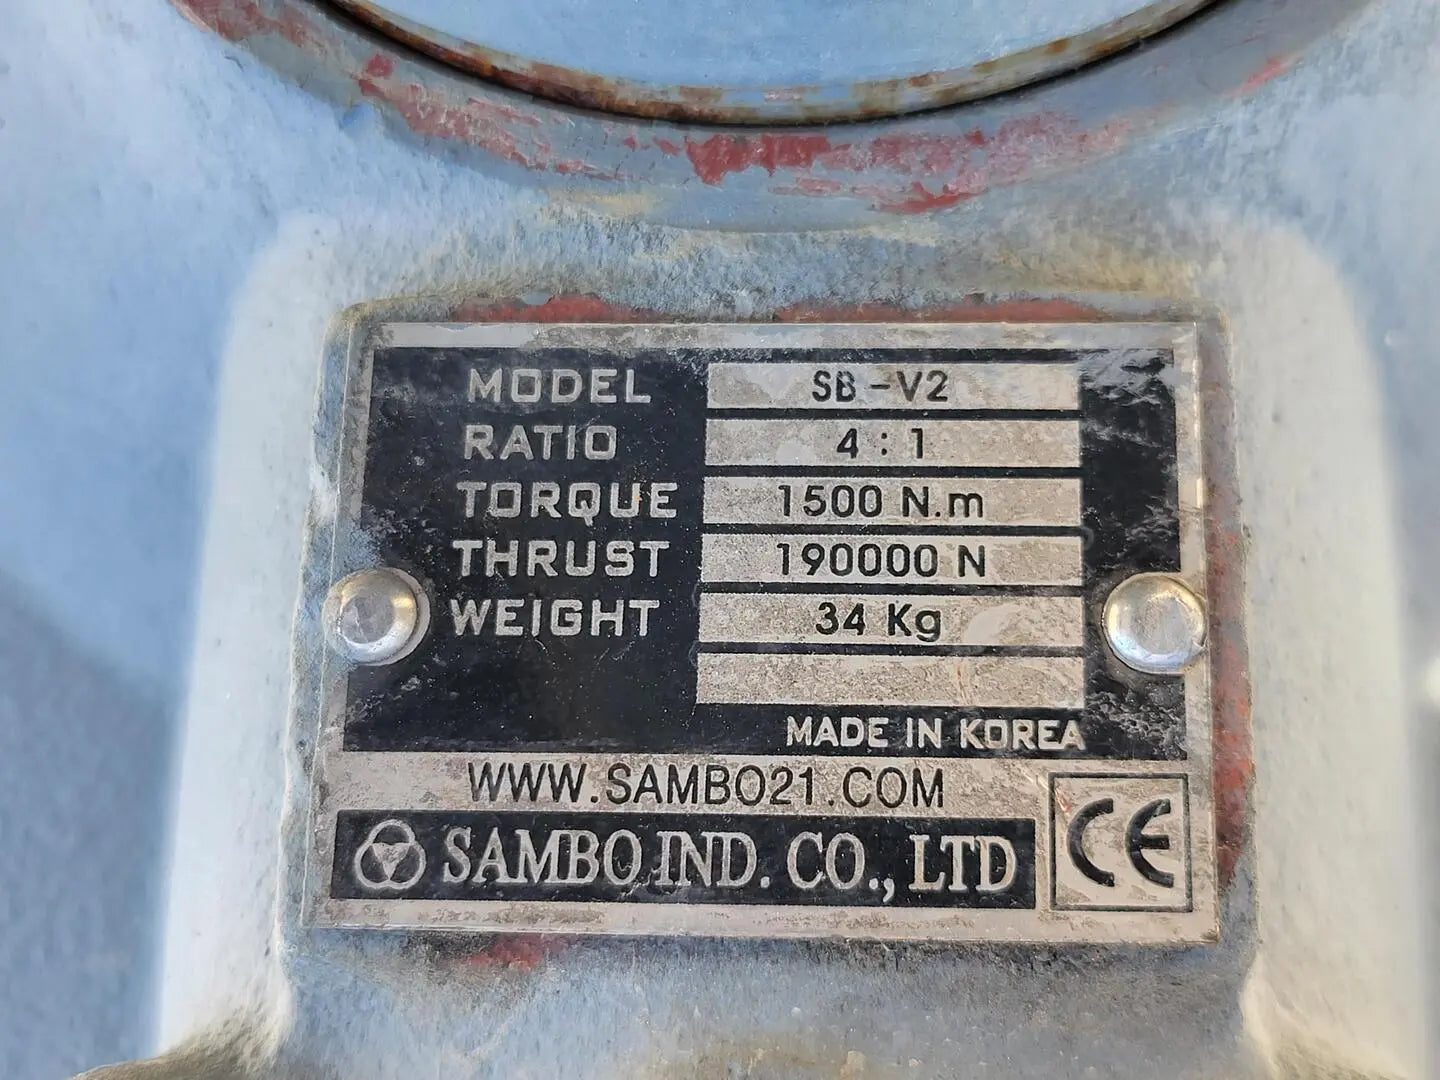 MODEL SB-V2
RATIO 4 : 1
TORQUE 1500 N.m
THRUST 190000 N
WEIGHT 34 Kg
MADE IN KOREA
WWW.SAMBO21.COM
SAMBO IND. CO., LTD CE